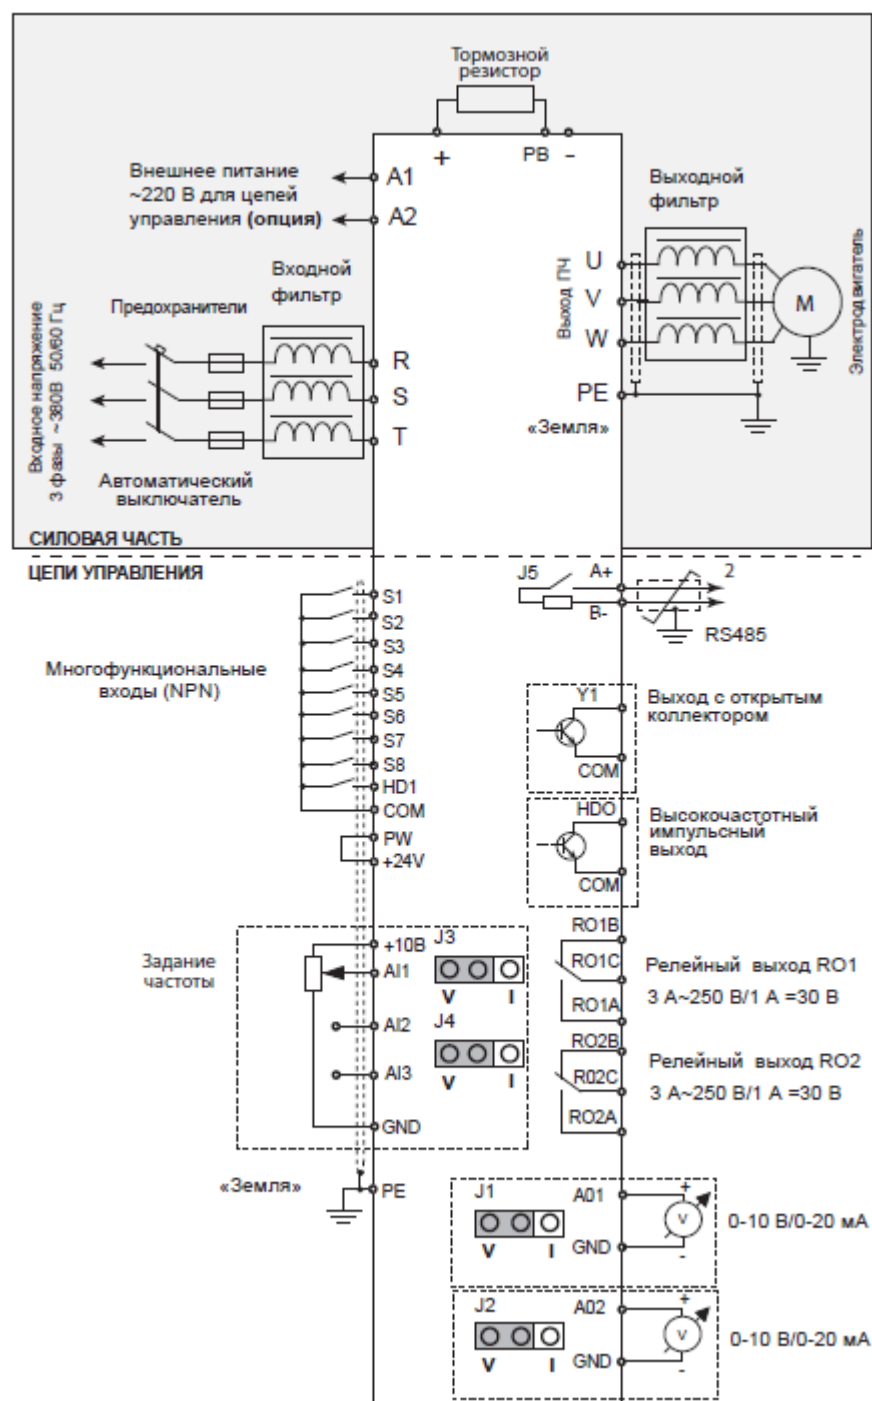 Тормозной
резистор
+
PB
-
Внешнее питание
~220 В для цепей
управления (опция)
A1
A2
Выходной
фильтр
Выход ПЧ
U
V
W
PE
«Земля»
M
Электродвигатель
Входное напряжение
3 фазы ~380В 50/60 Гц
Предохранители
Входной
фильтр
R
S
T
Автоматический
выключатель
СИЛОВАЯ ЧАСТЬ
ЦЕПИ УПРАВЛЕНИЯ
Многофункциональные
входы (NPN)
S1
S2
S3
S4
S5
S6
S7
S8
HD1
COM
PW
+24V
J5
A+
B-
2
RS485
Y1
COM
Выход с открытым
коллектором
HDO
COM
Высокочастотный
импульсный
выход
Задание
частоты
+10В
AI1
AI2
AI3
GND
J3
V I
J4
V I
«Земля»
PE
RO1B
RO1C
RO1A
Релейный выход RO1
3 А~250 В/1 А =30 В
RO2B
R02C
RO2A
Релейный выход RO2
3 А~250 В/1 А =30 В
J1
V I
A01
GND
+
V
-
0-10 В/0-20 мА
J2
V I
A02
GND
+
V
-
0-10 В/0-20 мА